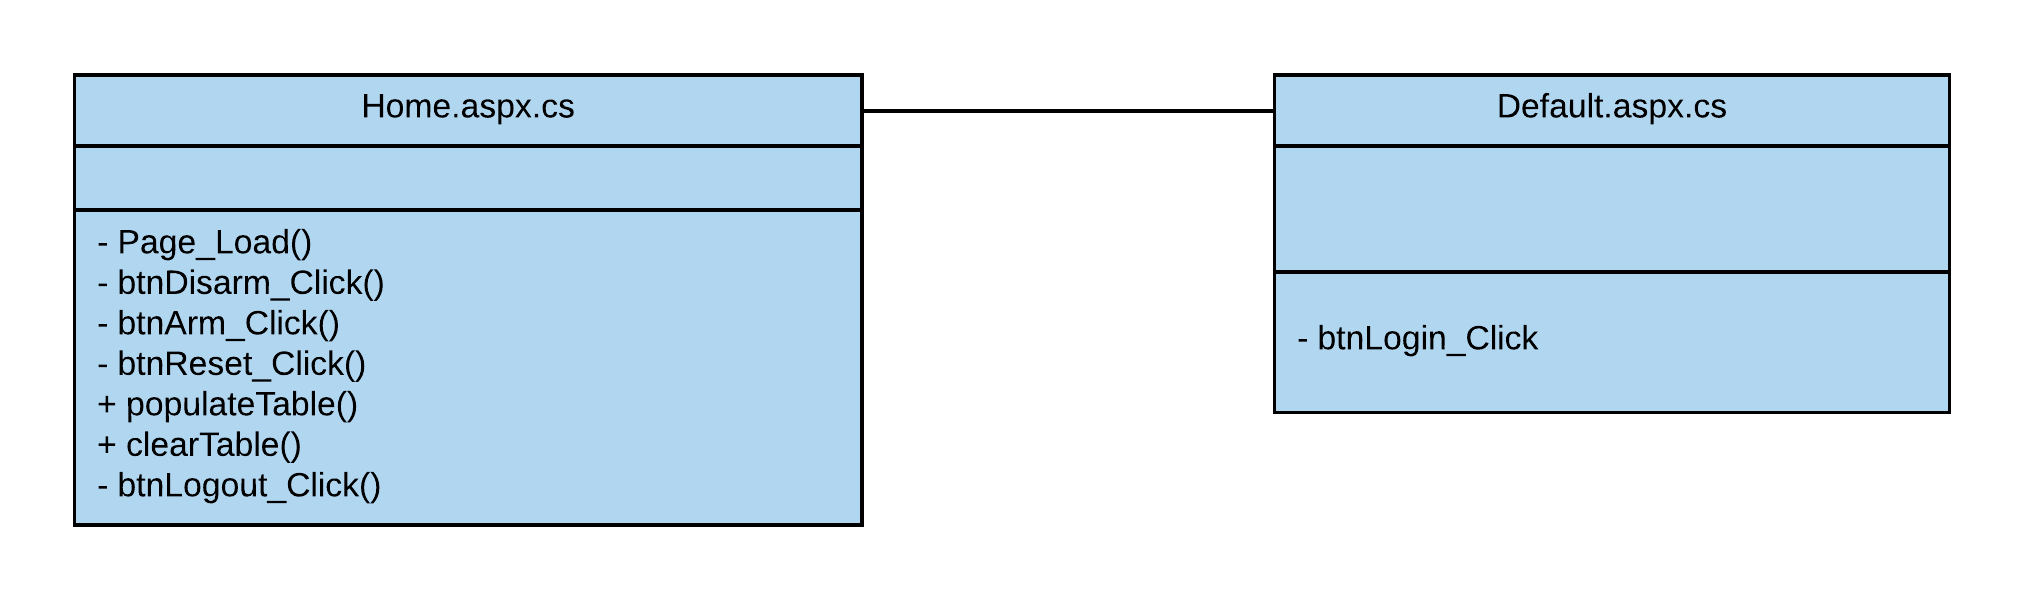 Home.aspx.cs
- Page_Load()
- btnDisarm_Click()
- btnArm_Click()
- btnReset_Click()
+ populateTable()
+ clearTable()
- btnLogout_Click()
Default.aspx.cs
- btnLogin_Click